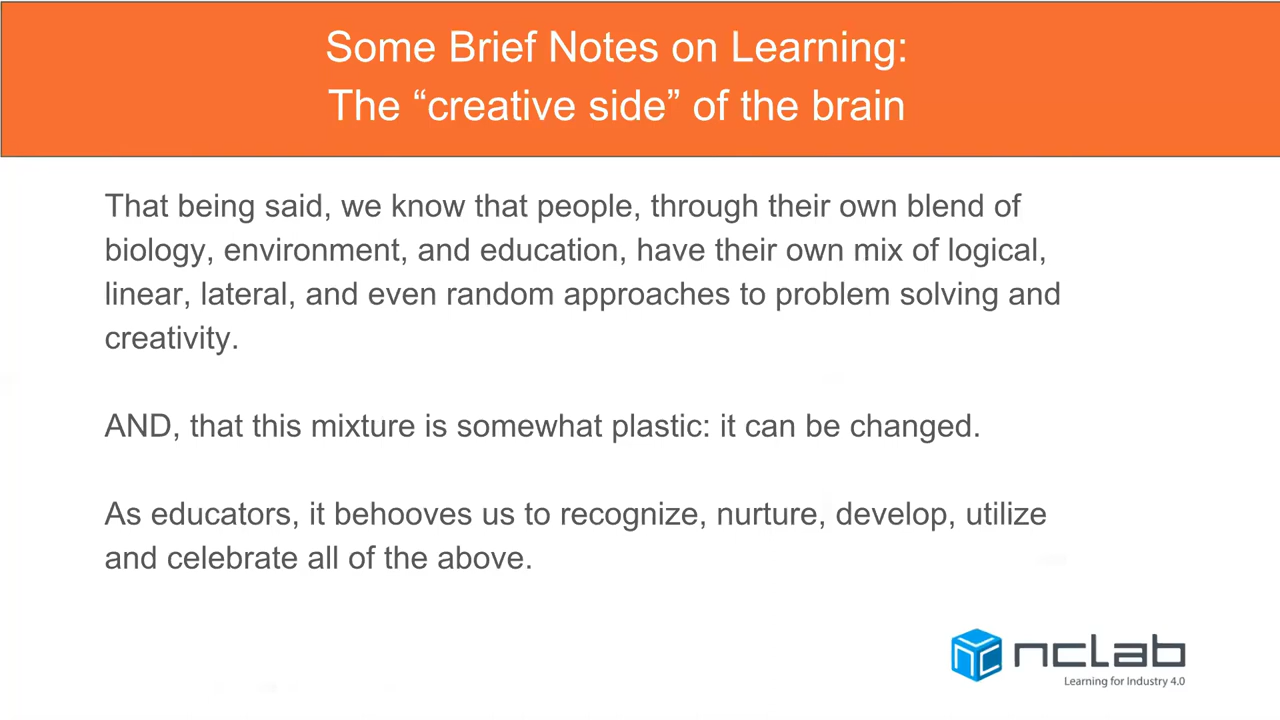 Some Brief Notes on Learning:
The “creative side” of the brain
That being said, we know that people, through their own blend of
biology, environment, and education, have their own mix of logical,
linear, lateral, and even random approaches to problem solving and
creativity.
AND, that this mixture is somewhat plastic: it can be changed.
As educators, it behooves us to recognize, nurture, develop, utilize
and celebrate all of the above.
nclab
Learning for Industry 4.0